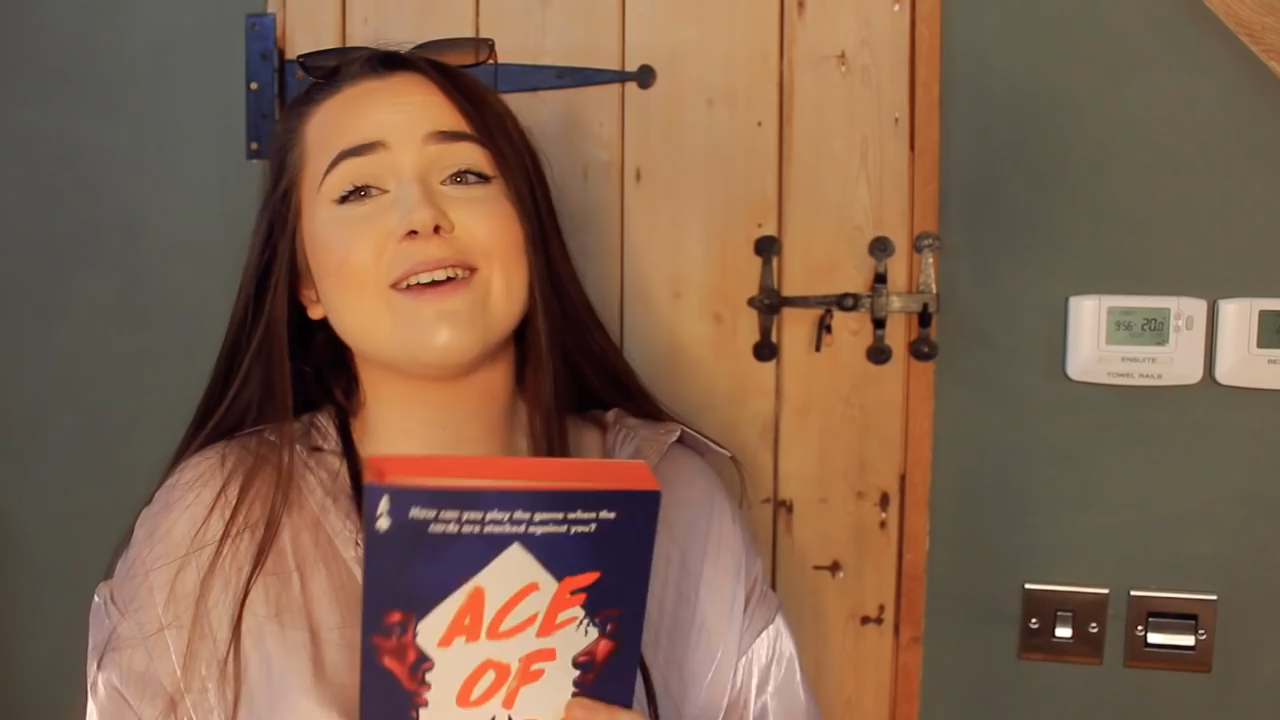 How can you play the game when the
cards are stacked against you?
ACE
OF
9:56
20.0
ENSUITE
TOWEL RAILS